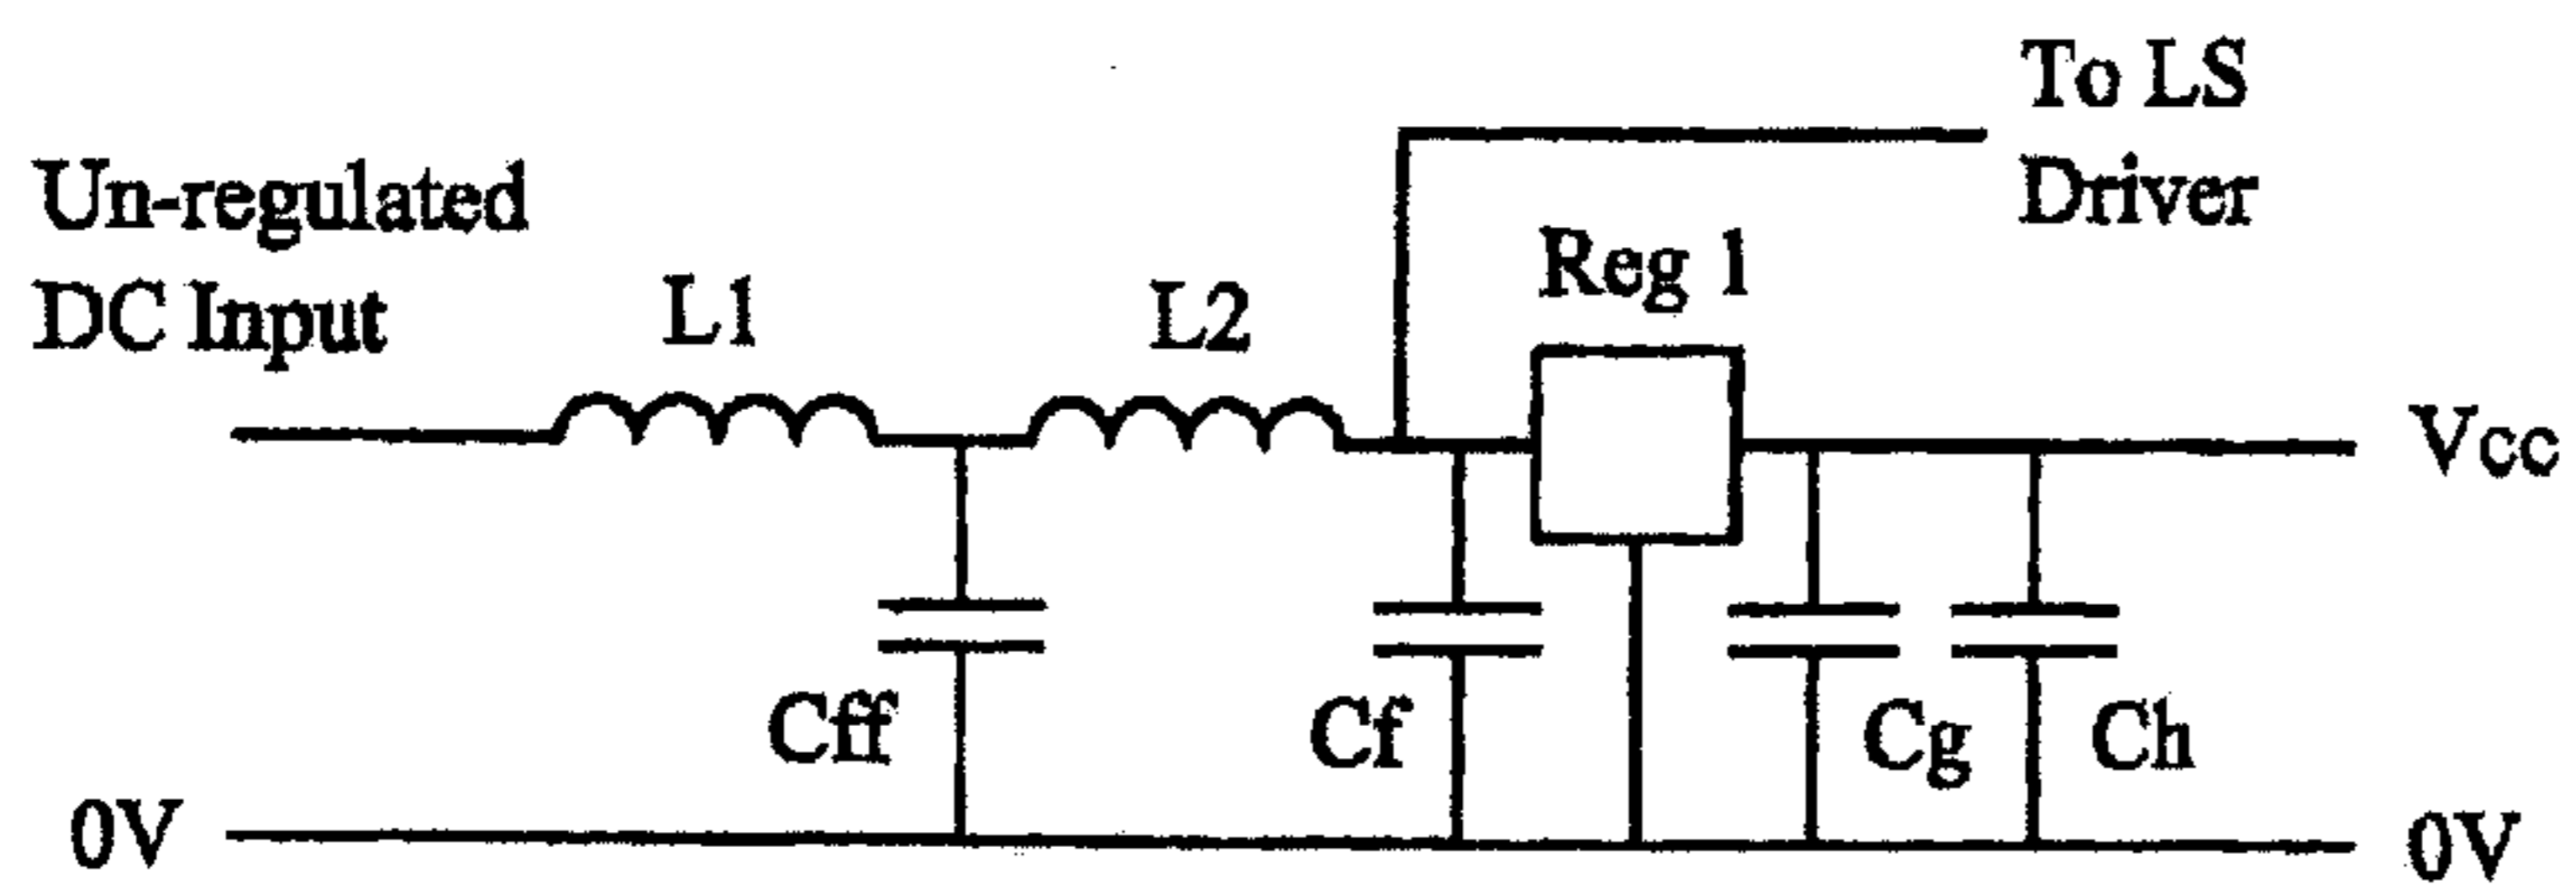 To LS
Driver
Un-regulated
DC Input
L1
L2
Reg 1
Vcc
Cff
Cf
Cg
Ch
0V
0V